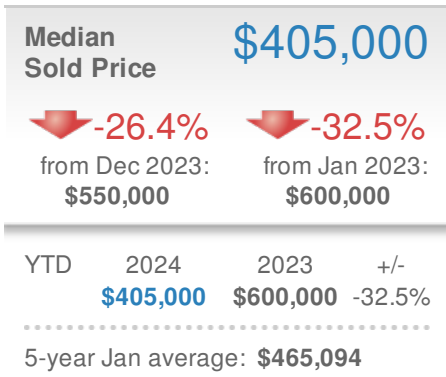 Median $405,000
Sold Price
-26.4% -32.5%
from Dec 2023: from Jan 2023:
$550,000 $600,000
YTD 2024 2023 +/-
$405,000 $600,000 -32.5%
5-year Jan average: $465,094